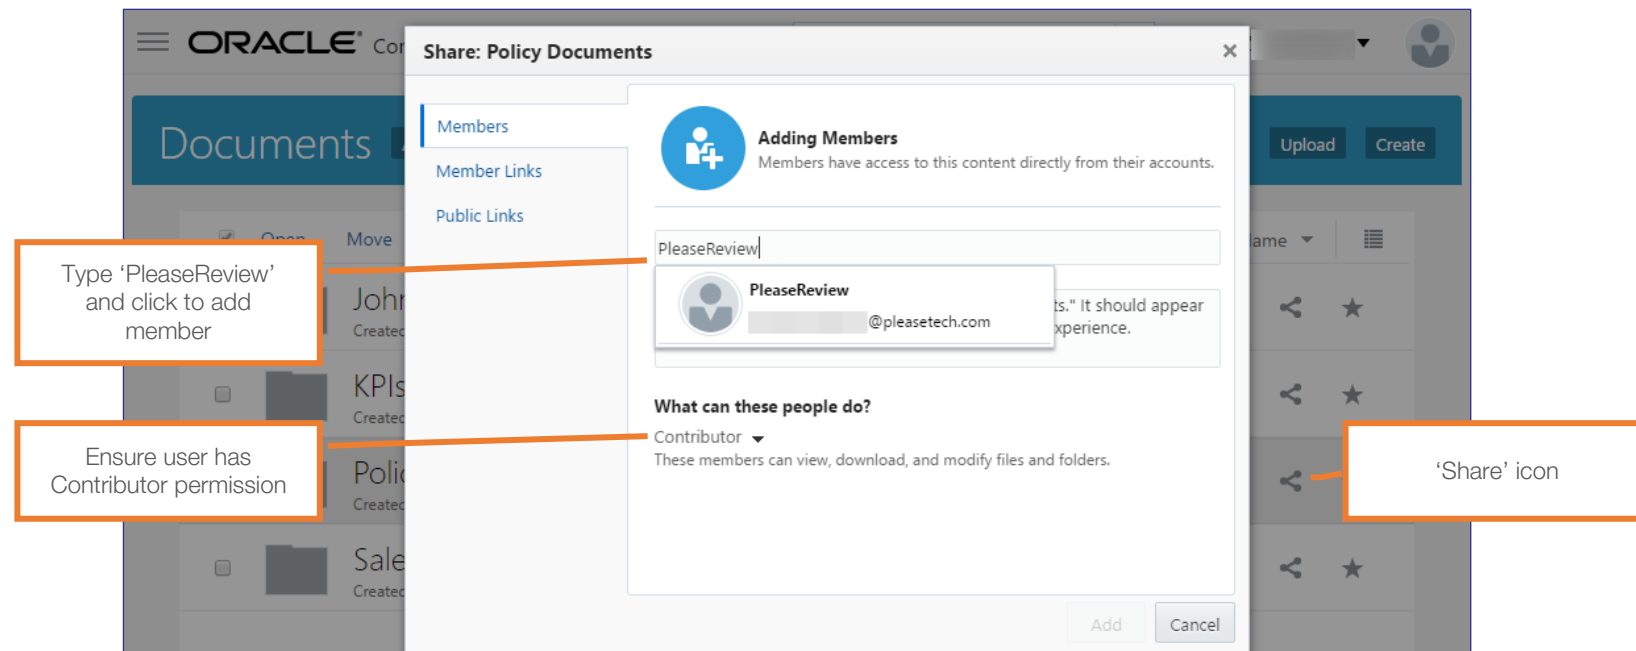 ORACLE®
Share: Policy Documents
Documents
Upload
Create
Members
Member Links
Public Links
Adding Members
Members have access to this content directly from their accounts.
Open
Move
PleaseReview
PleaseReview
@pleasetech.com
ts." It should appear
xperience.
Type ‘PleaseReview’
and click to add
member
Created
KPIs
Created
What can these people do?
Contributor
These members can view, download, and modify files and folders.
Ensure user has
Contributor permission
Created
‘Share’ icon
Sale
Created
Add
Cancel